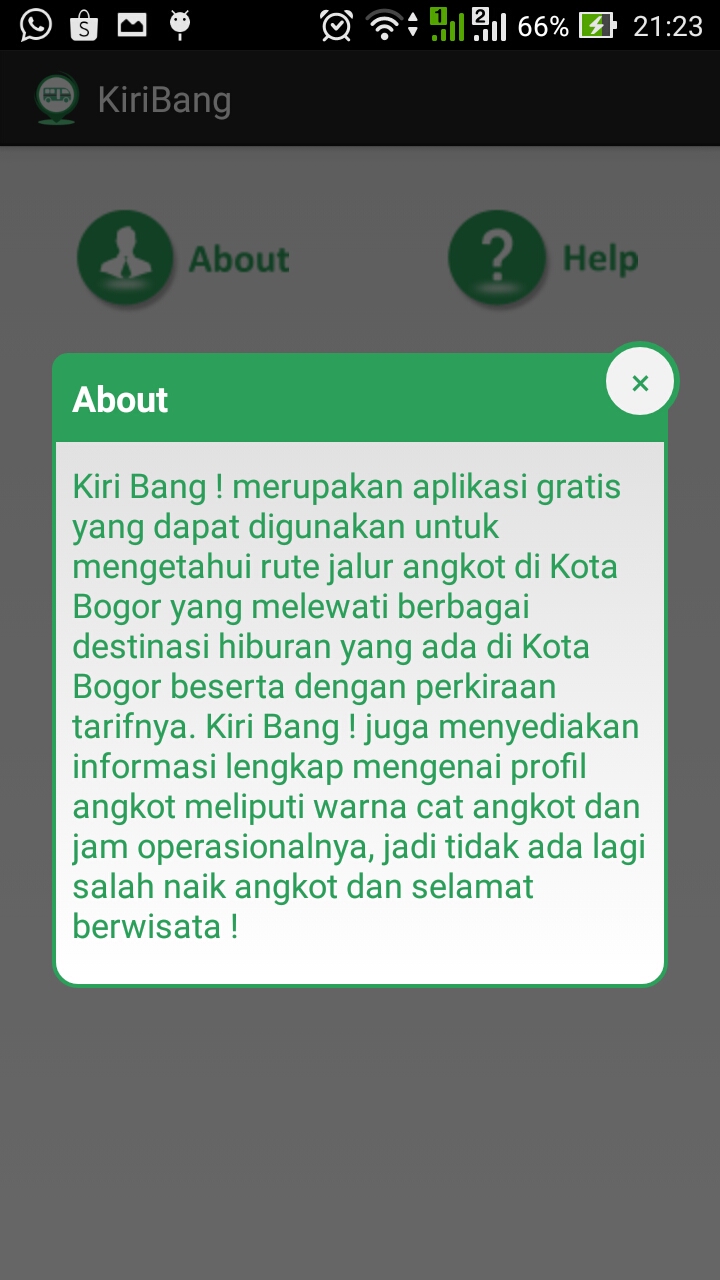 1 2 66% 21:23
KiriBang
About Help
About ×
Kiri Bang ! merupakan aplikasi gratis
yang dapat digunakan untuk
mengetahui rute jalur angkot di Kota
Bogor yang melewati berbagai
destinasi hiburan yang ada di Kota
Bogor beserta dengan perkiraan
tarifnya. Kiri Bang ! juga menyediakan
informasi lengkap mengenai profil
angkot meliputi warna cat angkot dan
jam operasionalnya, jadi tidak ada lagi
salah naik angkot dan selamat
berwisata !